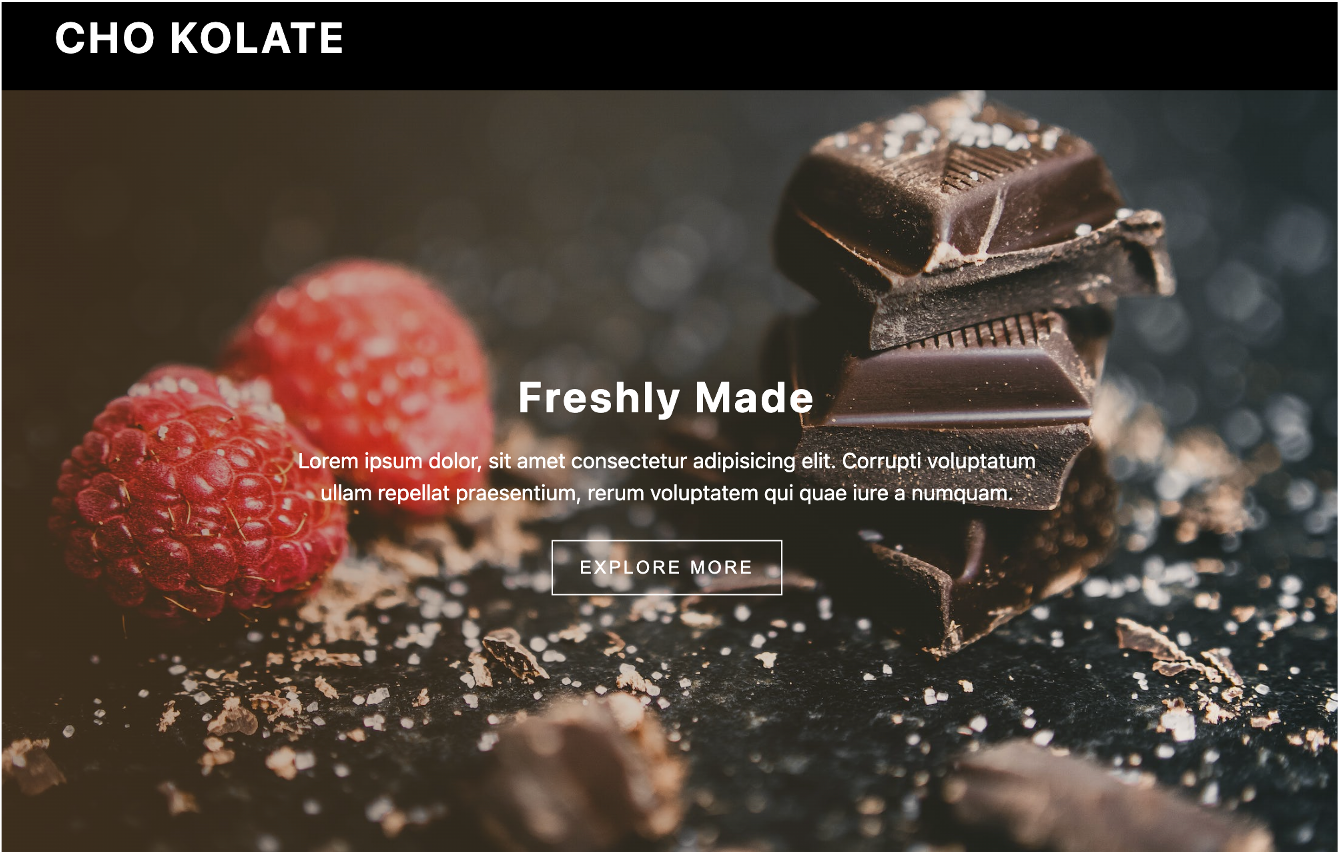 CHO KOLATE
Freshly Made
Lorem ipsum dolor, sit amet consectetur adipisicing elit. Corrupti voluptatum
ullam repellat praesentium, rerum voluptatem qui quae iure a numquam.
EXPLORE MORE